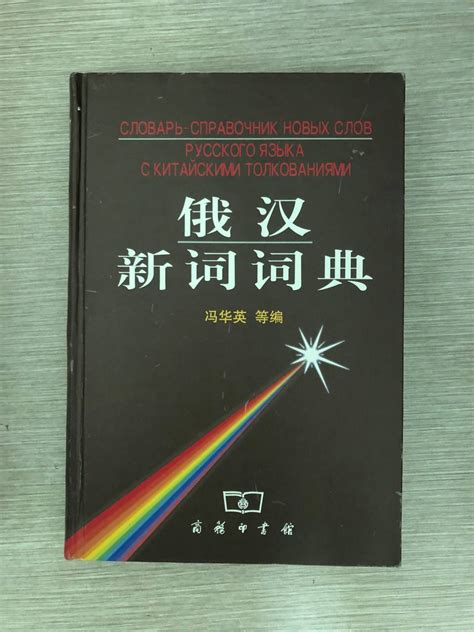 СЛОВАРЬ-СПРАВОЧНИК НОВЫХ СЛОВ
РУССКОГО ЯЗЫКА
С КИТАЙСКИМИ ТОЛКОВАНИЯМИ
俄汉
新词词典
冯华英 等编
商务印书馆